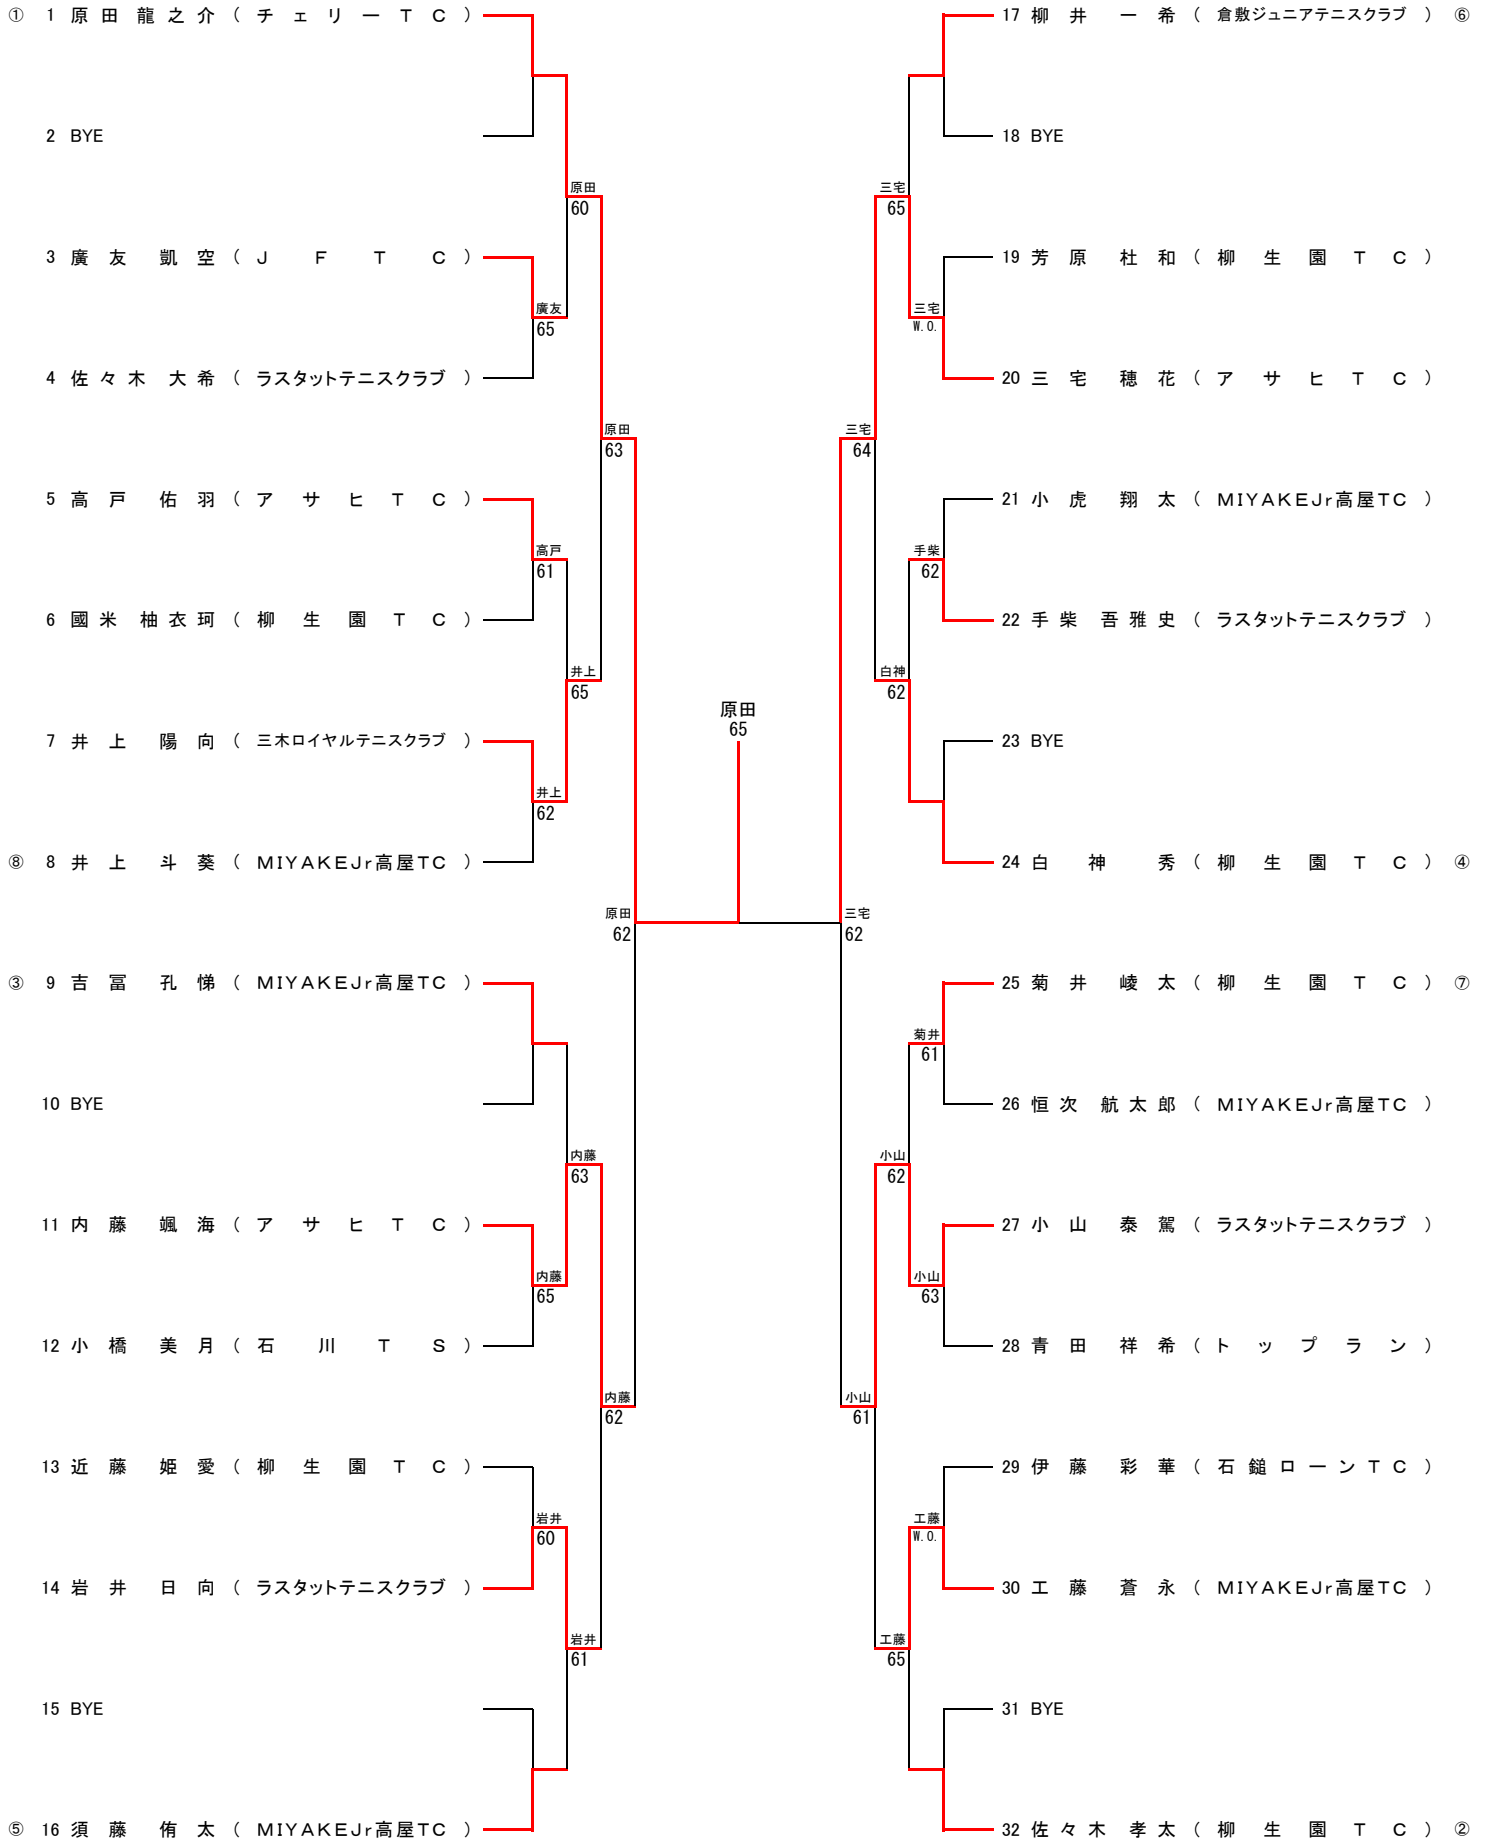 ① 1 原田龍之介（チェリーTC）
2 BYE
原田
60
3 廣友凱空（JFTC）
廣友
65
4 佐々木大希（ラスタットテニスクラブ）
原田
63
5 高戸佑羽（アサヒTC）
高戸
61
6 國米柚衣珂（柳生園TC）
井上
65
7 井上陽向（三木ロイヤルテニスクラブ）
井上
62
⑧ 8 井上斗葵（MIYAKEJr高屋TC）
原田
62
③ 9 吉冨孔悌（MIYAKEJr高屋TC）
10 BYE
内藤
63
11 内藤颯海（アサヒTC）
内藤
65
12 小橋美月（石川TS）
内藤
62
13 近藤姫愛（柳生園TC）
岩井
60
14 岩井日向（ラスタットテニスクラブ）
岩井
61
15 BYE
⑤ 16 須藤侑太（MIYAKEJr高屋TC）
原田
65
17 柳井一希（倉敷ジュニアテニスクラブ）⑥
18 BYE
三宅
65
19 芳原杜和（柳生園TC）
三宅
W.O.
20 三宅穂花（アサヒTC）
三宅
64
21 小虎翔太（MIYAKEJr高屋TC）
手柴
62
22 手柴吾雅史（ラスタットテニスクラブ）
白神
62
23 BYE
24 白神秀（柳生園TC）④
三宅
62
25 菊井崚太（柳生園TC）⑦
菊井
61
26 恒次航太郎（MIYAKEJr高屋TC）
小山
62
27 小山泰駕（ラスタットテニスクラブ）
小山
63
28 青田祥希（トップラン）
小山
61
29 伊藤彩華（石鎚ローンTC）
工藤
W.O.
30 工藤蒼永（MIYAKEJr高屋TC）
工藤
65
31 BYE
32 佐々木孝太（柳生園TC）②